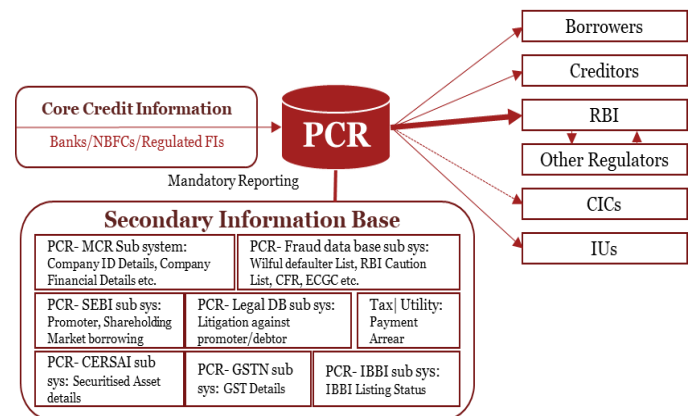 Core Credit Information
Banks/NBFCs/Regulated FIs
PCR
Mandatory Reporting
Borrowers
Creditors
RBI
Other Regulators
CICs
IUs
Secondary Information Base
PCR- MCR Sub system:
Company ID Details, Company
Financial Details etc.
PCR- Fraud data base sub sys:
Wilful defaulter List, RBI Caution
List, CFR, ECGC etc.
PCR- SEBI sub sys:
Promoter, Shareholding
Market borrowing
PCR- Legal DB sub sys:
Litigation against
promoter/debtor
Tax| Utility:
Payment
Arrear
PCR- CERSAI sub
sys: Securitised Asset
details
PCR- GSTN sub
sys: GST Details
PCR- IBBI sub sys:
IBBI Listing Status